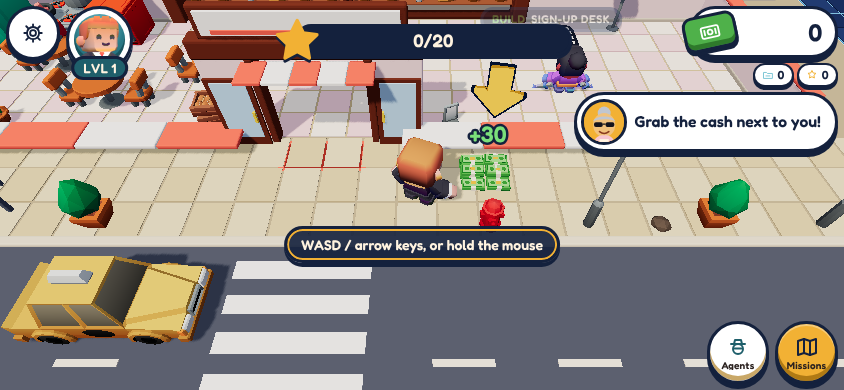 BUILD SIGN-UP DESK
0/20
0
LVL 1
0
0
Grab the cash next to you!
+30
WASD / arrow keys, or hold the mouse
Agents
Missions